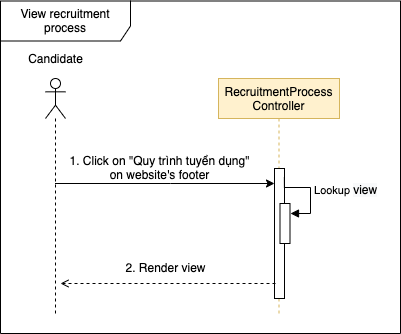 View recruitment
process
Candidate
RecruitmentProcess
Controller
1. Click on "Quy trình tuyển dụng"
on website's footer
Lookup view
2. Render view